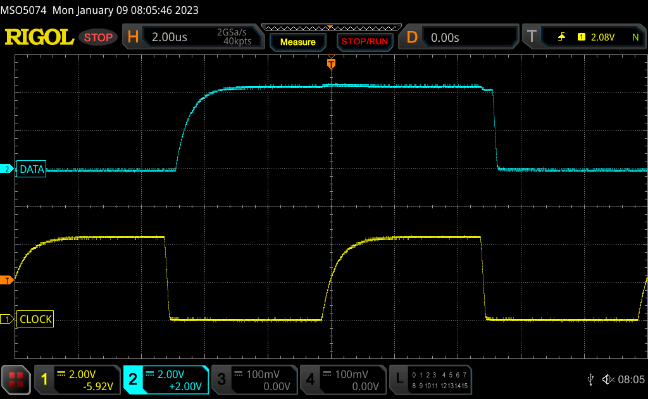 MSO5074 Mon January 09 08:05:46 2023
RIGOL STOP H 2.00us 2GSa/s 40kpts Measure STOP/RUN D 0.00s T 1 2.08V N
T
2 DATA
T
1 CLOCK
1 2.00V -5.92V 2 2.00V +2.00V 3 100mV 0.00V 4 100mV 0.00V L 0 1 2 3 4 5 6 7 8 9 10 11 12 13 14 15 08:05